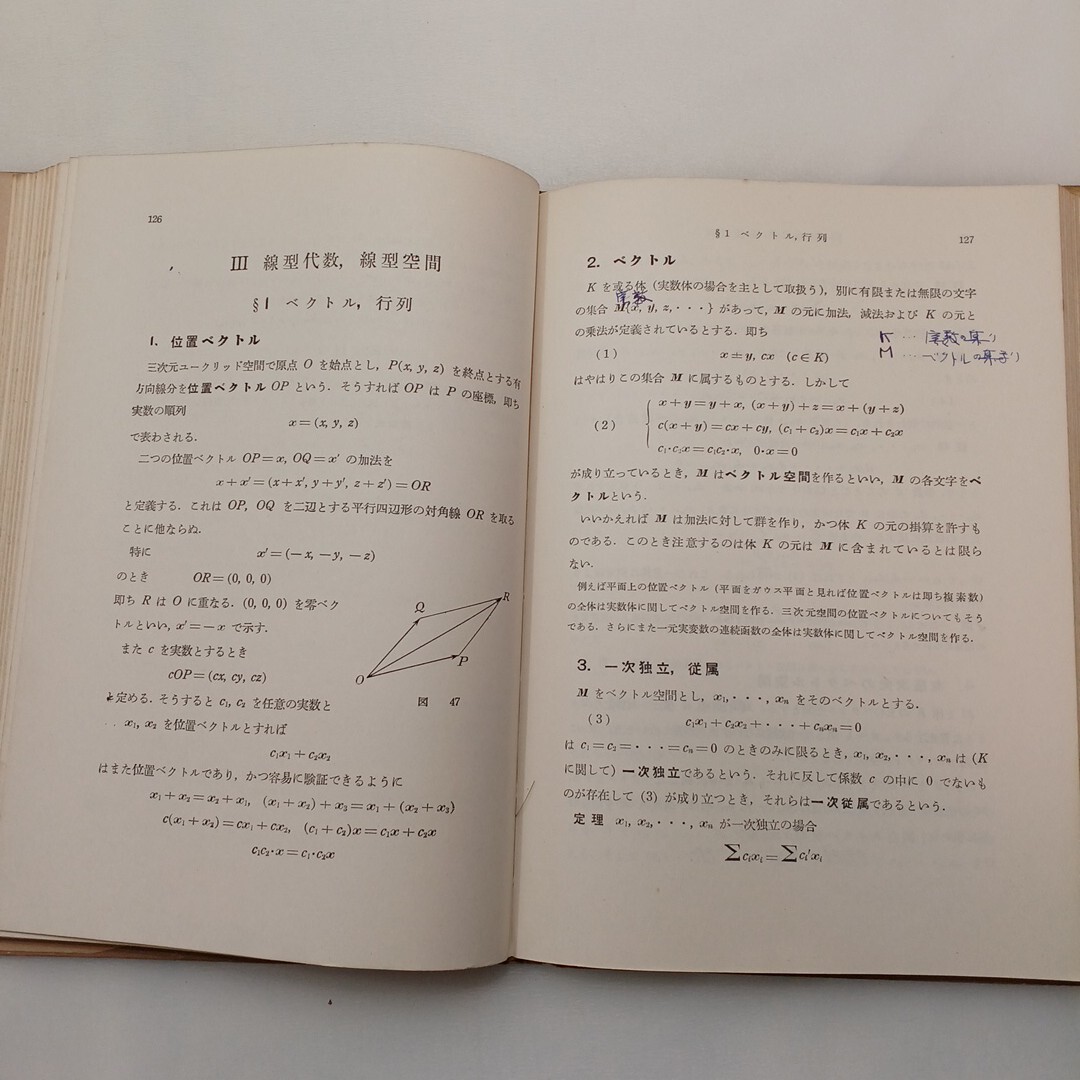 126
III 線型代数, 線型空間
§1 ベクトル, 行列
1. 位置ベクトル
三次元ユークリッド空間で原点 O を始点とし, P(x, y, z) を終点とする有
方向線分を位置ベクトル OP という. そうすれば OP は P の座標, 即ち
実数の順列
x=(x, y, z)
で表わされる.
二つの位置ベクトル OP=x, OQ=x′ の加法を
x+x′=(x+x′, y+y′, z+z′)=OR
と定義する. これは OP, OQ を二辺とする平行四辺形の対角線 OR を取る
ことに他ならぬ.
特に x′=(−x, −y, −z)
のとき OR=(0, 0, 0)
即ち R は O に重なる. (0, 0, 0) を零ベク
トルといい, x′=−x で示す.
また c を実数とするとき
cOP=(cx, cy, cz)
と定める. そうすると c₁, c₂ を任意の実数と
x₁, x₂ を位置ベクトルとすれば
c₁x₁+c₂x₂
はまた位置ベクトルであり, かつ容易に験証できるように
x₁+x₂=x₂+x₁, (x₁+x₂)+x₃=x₁+(x₂+x₃)
c(x₁+x₂)=cx₁+cx₂, (c₁+c₂)x=c₁x+c₂x
c₁c₂·x=c₁·c₂x
Q
R
P
O
図 47
§1 ベクトル, 行列 127
2. ベクトル
K を或る体 (実数体の場合を主として取扱う), 別に有限または無限の文字
実数
の集合 M{x, y, z, ···} があって, M の元に加法, 減法および K の元と
の乗法が定義されているとする. 即ち
K … 実数の集り
M … ベクトルの集まり
(1) x±y, cx (c∈K)
はやはりこの集合 M に属するものとする. しかして
x+y=y+x, (x+y)+z=x+(y+z)
(2) c(x+y)=cx+cy, (c₁+c₂)x=c₁x+c₂x
c₁·c₂x=c₁c₂·x, 0·x=0
が成り立っているとき, M はベクトル空間を作るといい, M の各文字をベ
クトルという.
いいかえれば M は加法に対して群を作り, かつ体 K の元の掛算を許すも
のである. このとき注意するのは体 K の元は M に含まれているとは限ら
ない.
例えば平面上の位置ベクトル (平面をガウス平面と見れば位置ベクトルは即ち複素数)
の全体は実数体に関してベクトル空間を作る. 三次元空間の位置ベクトルについてもそう
である. さらにまた一元実変数の連続函数の全体は実数体に関してベクトル空間を作る.
3. 一次独立, 従属
M をベクトル空間とし, x₁, ···, xₙ をそのベクトルとする.
(3) c₁x₁+c₂x₂+···+cₙxₙ=0
は c₁=c₂=···=cₙ=0 のときのみに限るとき, x₁, x₂, ···, xₙ は (K
に関して) 一次独立であるという. それに反して係数 c の中に 0 でないも
のが存在して (3) が成り立つとき, それらは一次従属であるという.
定理 x₁, x₂, ···, xₙ が一次独立の場合
∑cᵢxᵢ=∑cᵢ′xᵢ